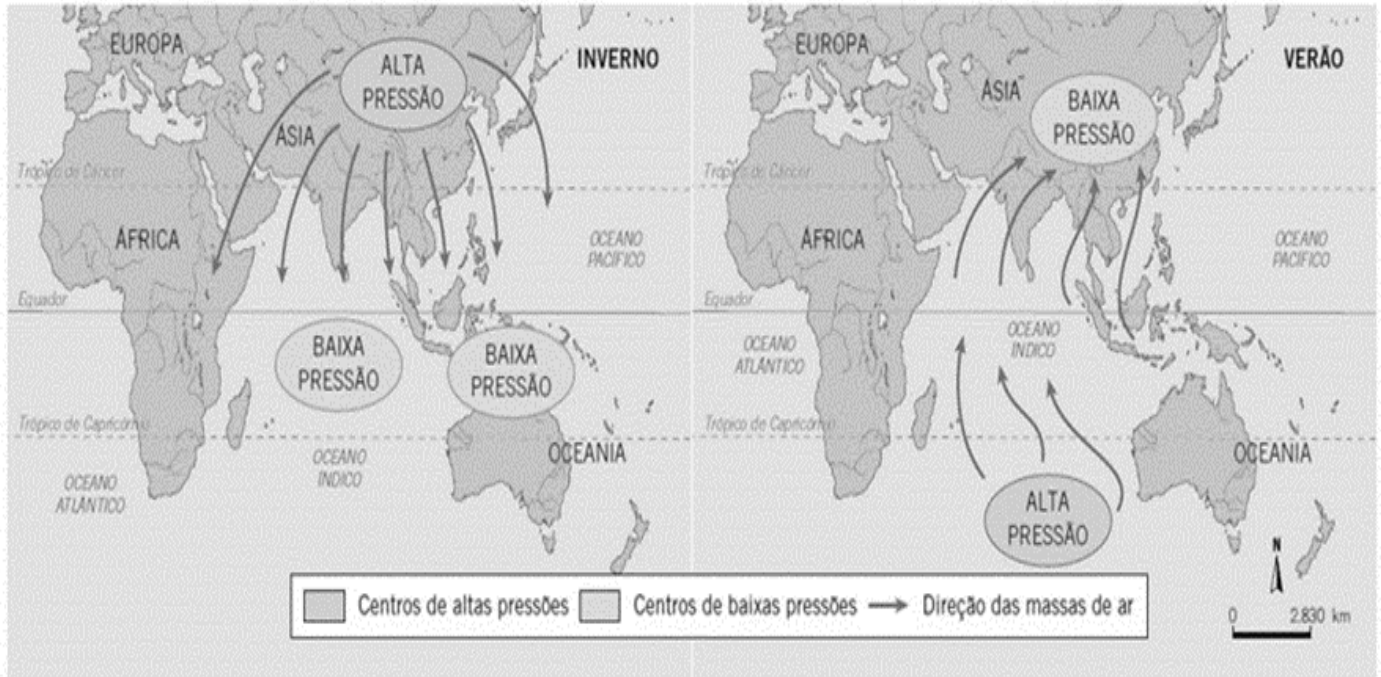 EUROPA
ALTA
PRESSÃO
INVERNO
ÁSIA
Trópico de Câncer
ÁFRICA
OCEANO
PACÍFICO
Equador
BAIXA
PRESSÃO
BAIXA
PRESSÃO
Trópico de Capricórnio
OCEANIA
OCEANO
ÍNDICO
OCEANO
ATLÂNTICO
EUROPA
VERÃO
ÁSIA
BAIXA
PRESSÃO
Trópico de Câncer
ÁFRICA
OCEANO
PACÍFICO
Equador
OCEANO
ÍNDICO
OCEANO
ATLÂNTICO
Trópico de Capricórnio
OCEANIA
ALTA
PRESSÃO
N
0 2.830 km
Centros de altas pressões
Centros de baixas pressões
Direção das massas de ar